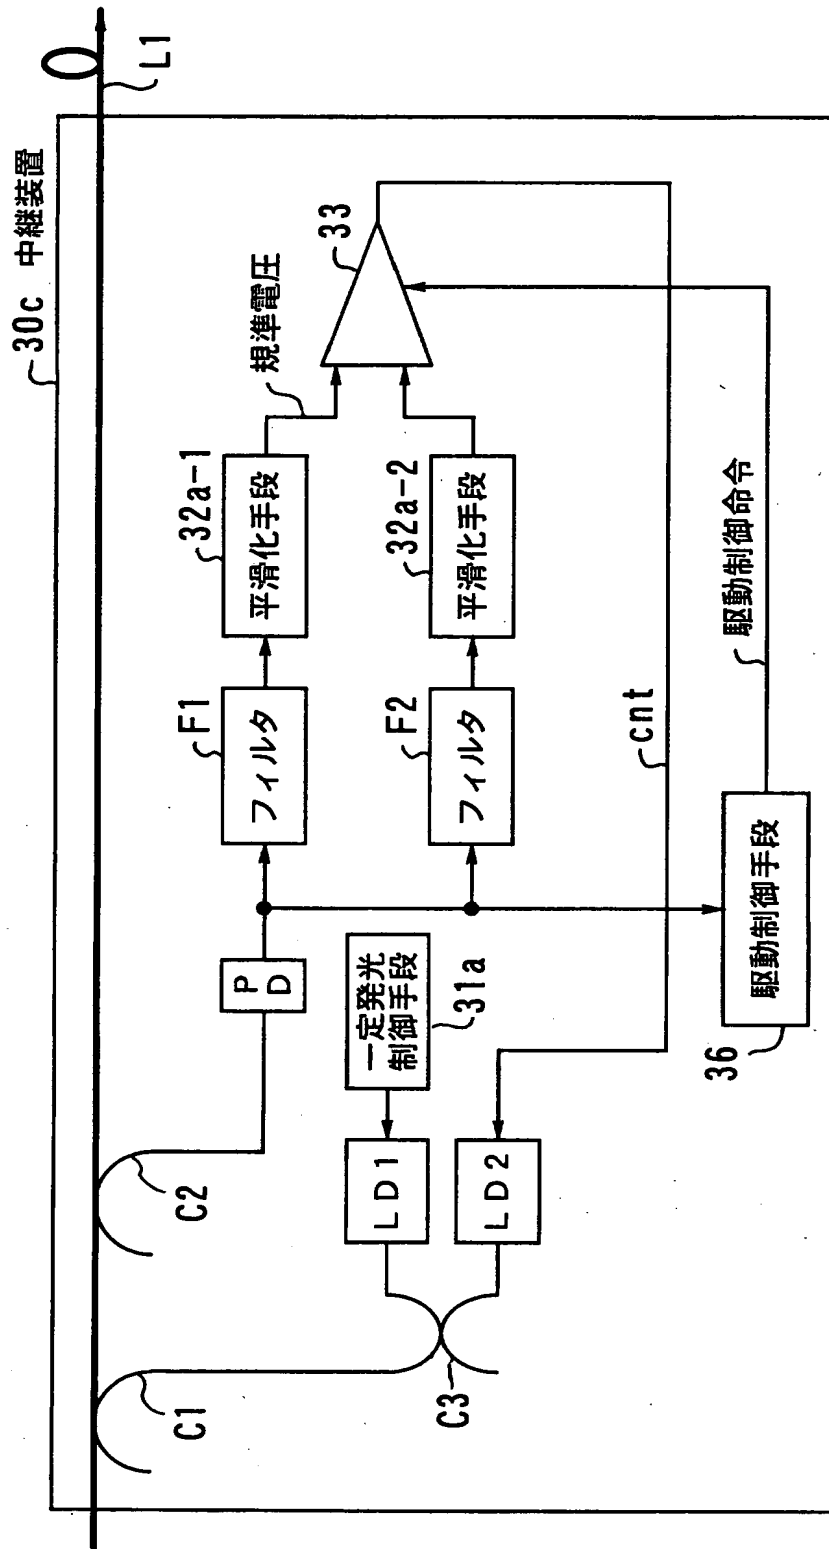 30c 中継装置
L1
C1
C2
PD
F1
フィルタ
32a-1
平滑化手段
規準電圧
33
F2
フィルタ
32a-2
平滑化手段
C3
LD1
LD2
一定発光
制御手段
31a
cnt
36
駆動制御手段
駆動制御命令